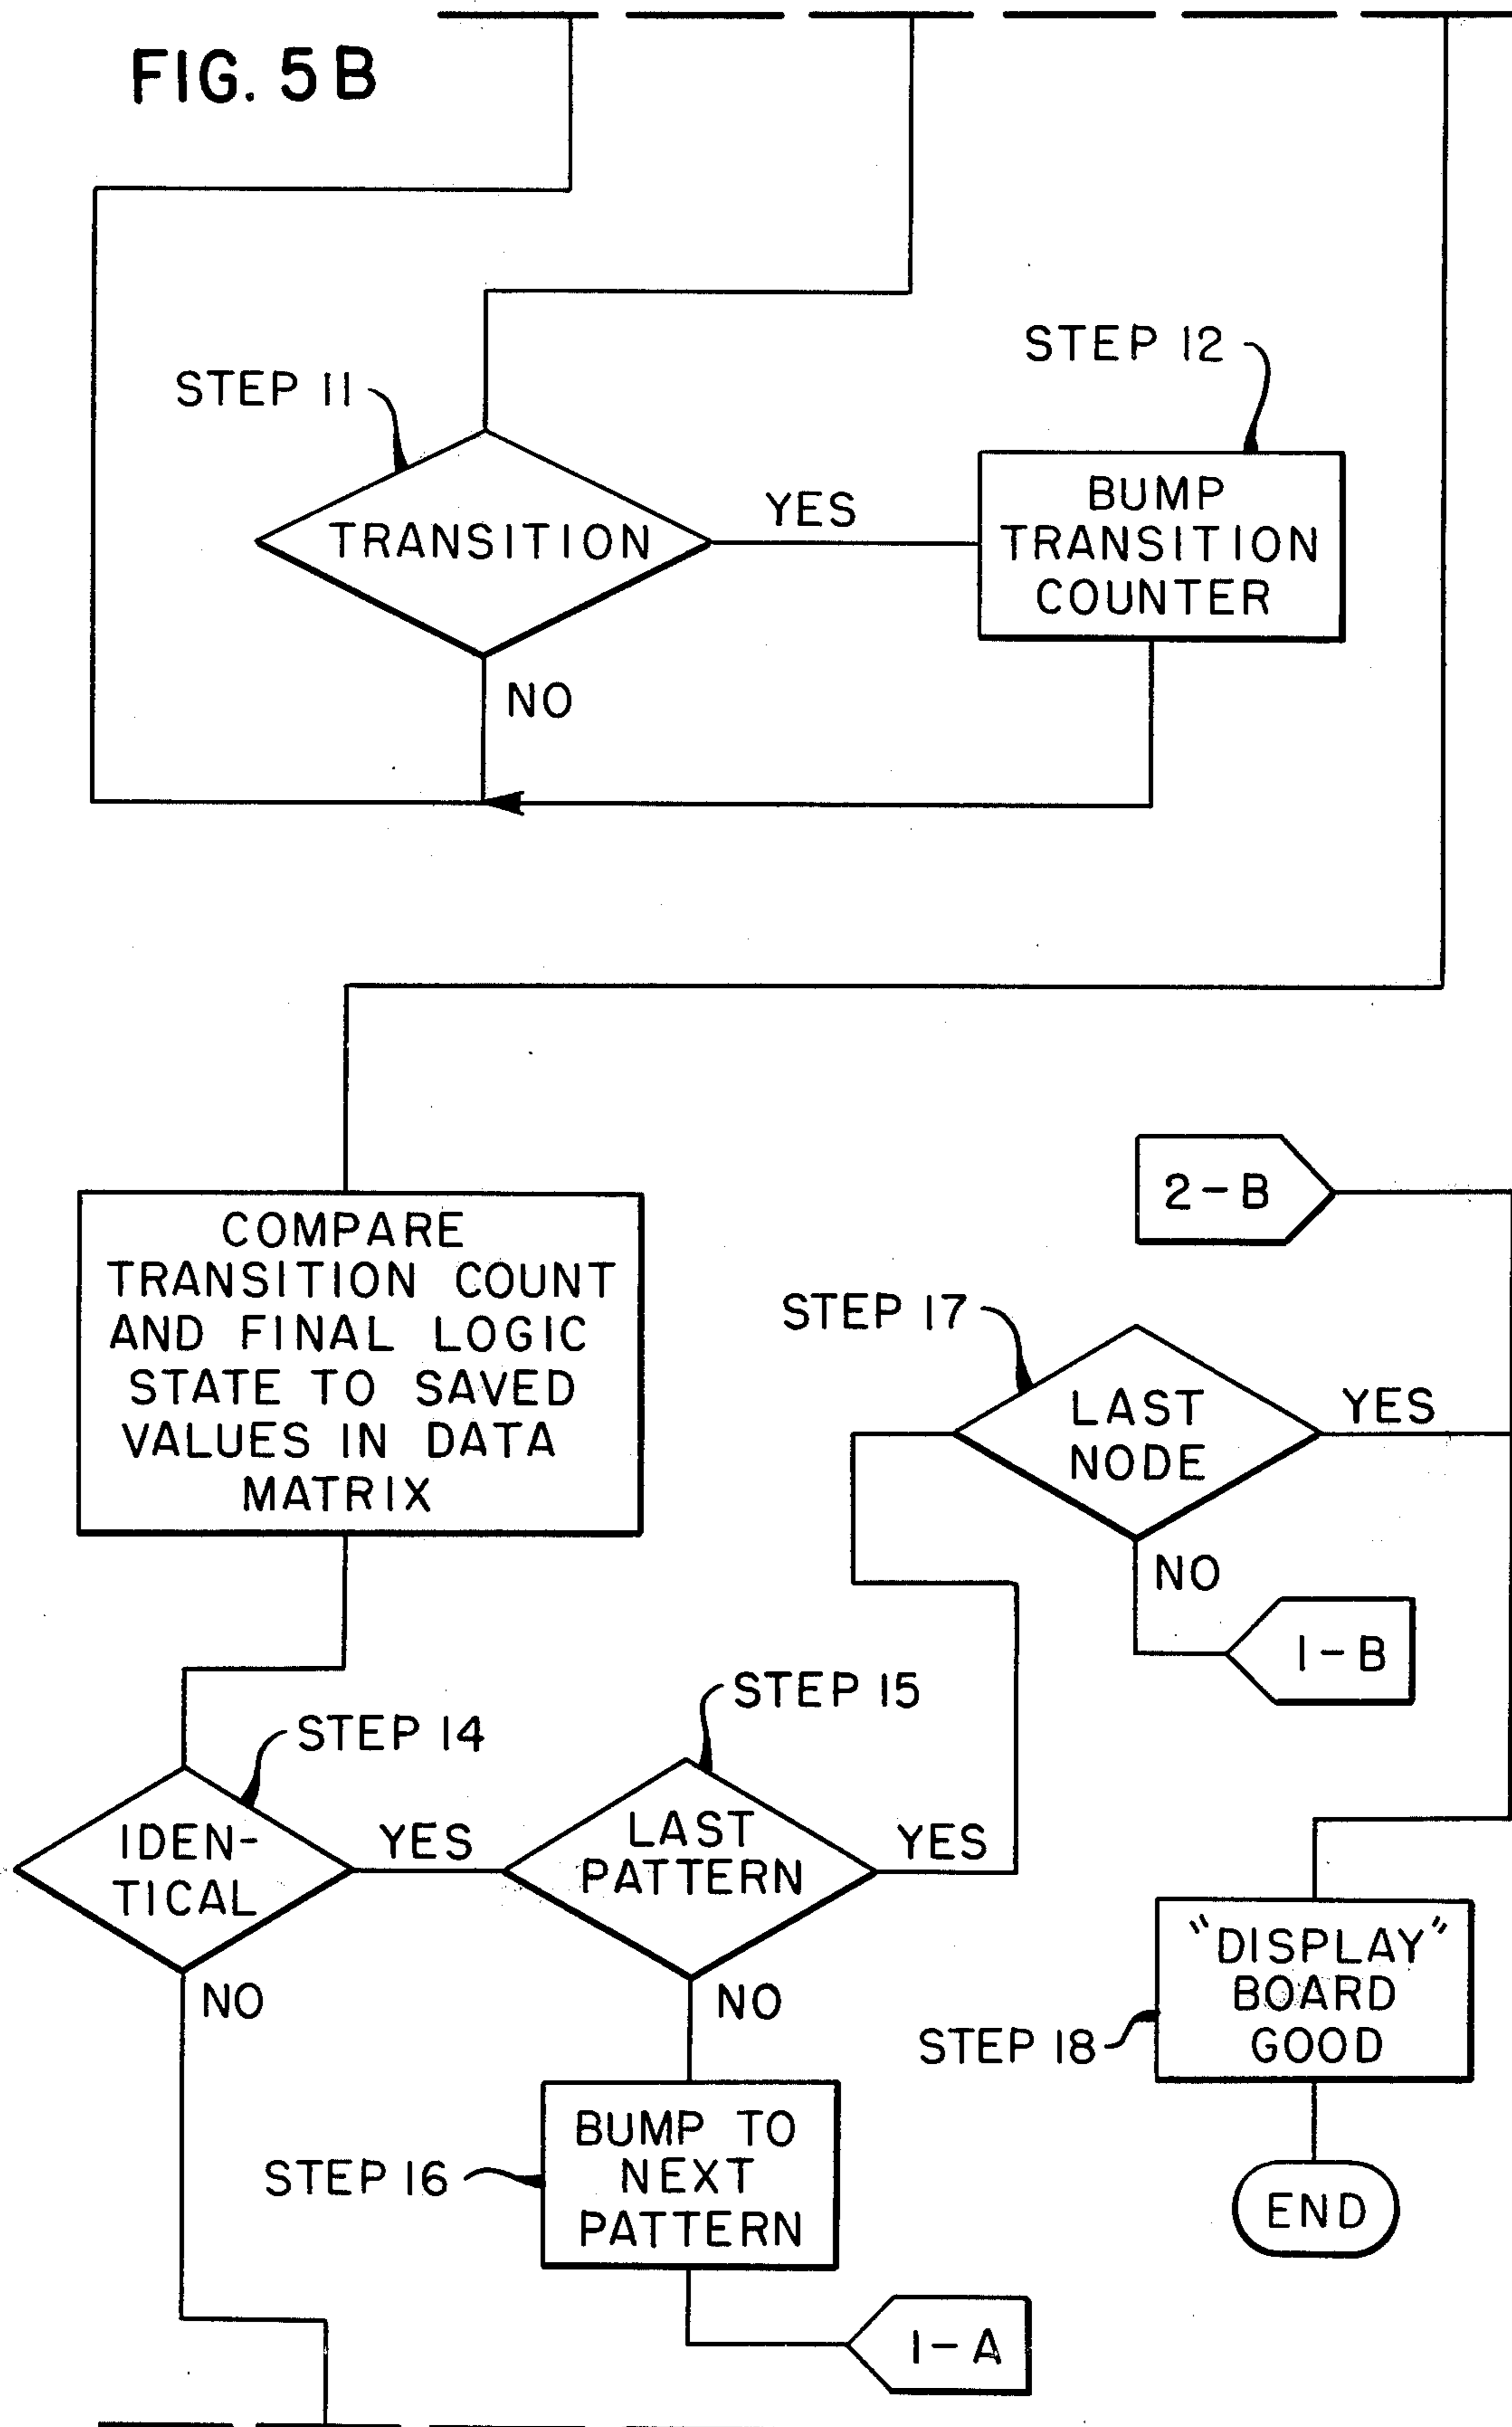 FIG. 5B
STEP 12
STEP 11
BUMP
TRANSITION
COUNTER
TRANSITION
YES
NO
COMPARE
TRANSITION COUNT
AND FINAL LOGIC
STATE TO SAVED
VALUES IN DATA
MATRIX
2-B
STEP 17
LAST
NODE
YES
NO
1-B
STEP 15
STEP 14
IDEN-
TICAL
YES
LAST
PATTERN
YES
NO
NO
"DISPLAY"
BOARD
GOOD
STEP 18
BUMP TO
NEXT
PATTERN
STEP 16
END
1-A